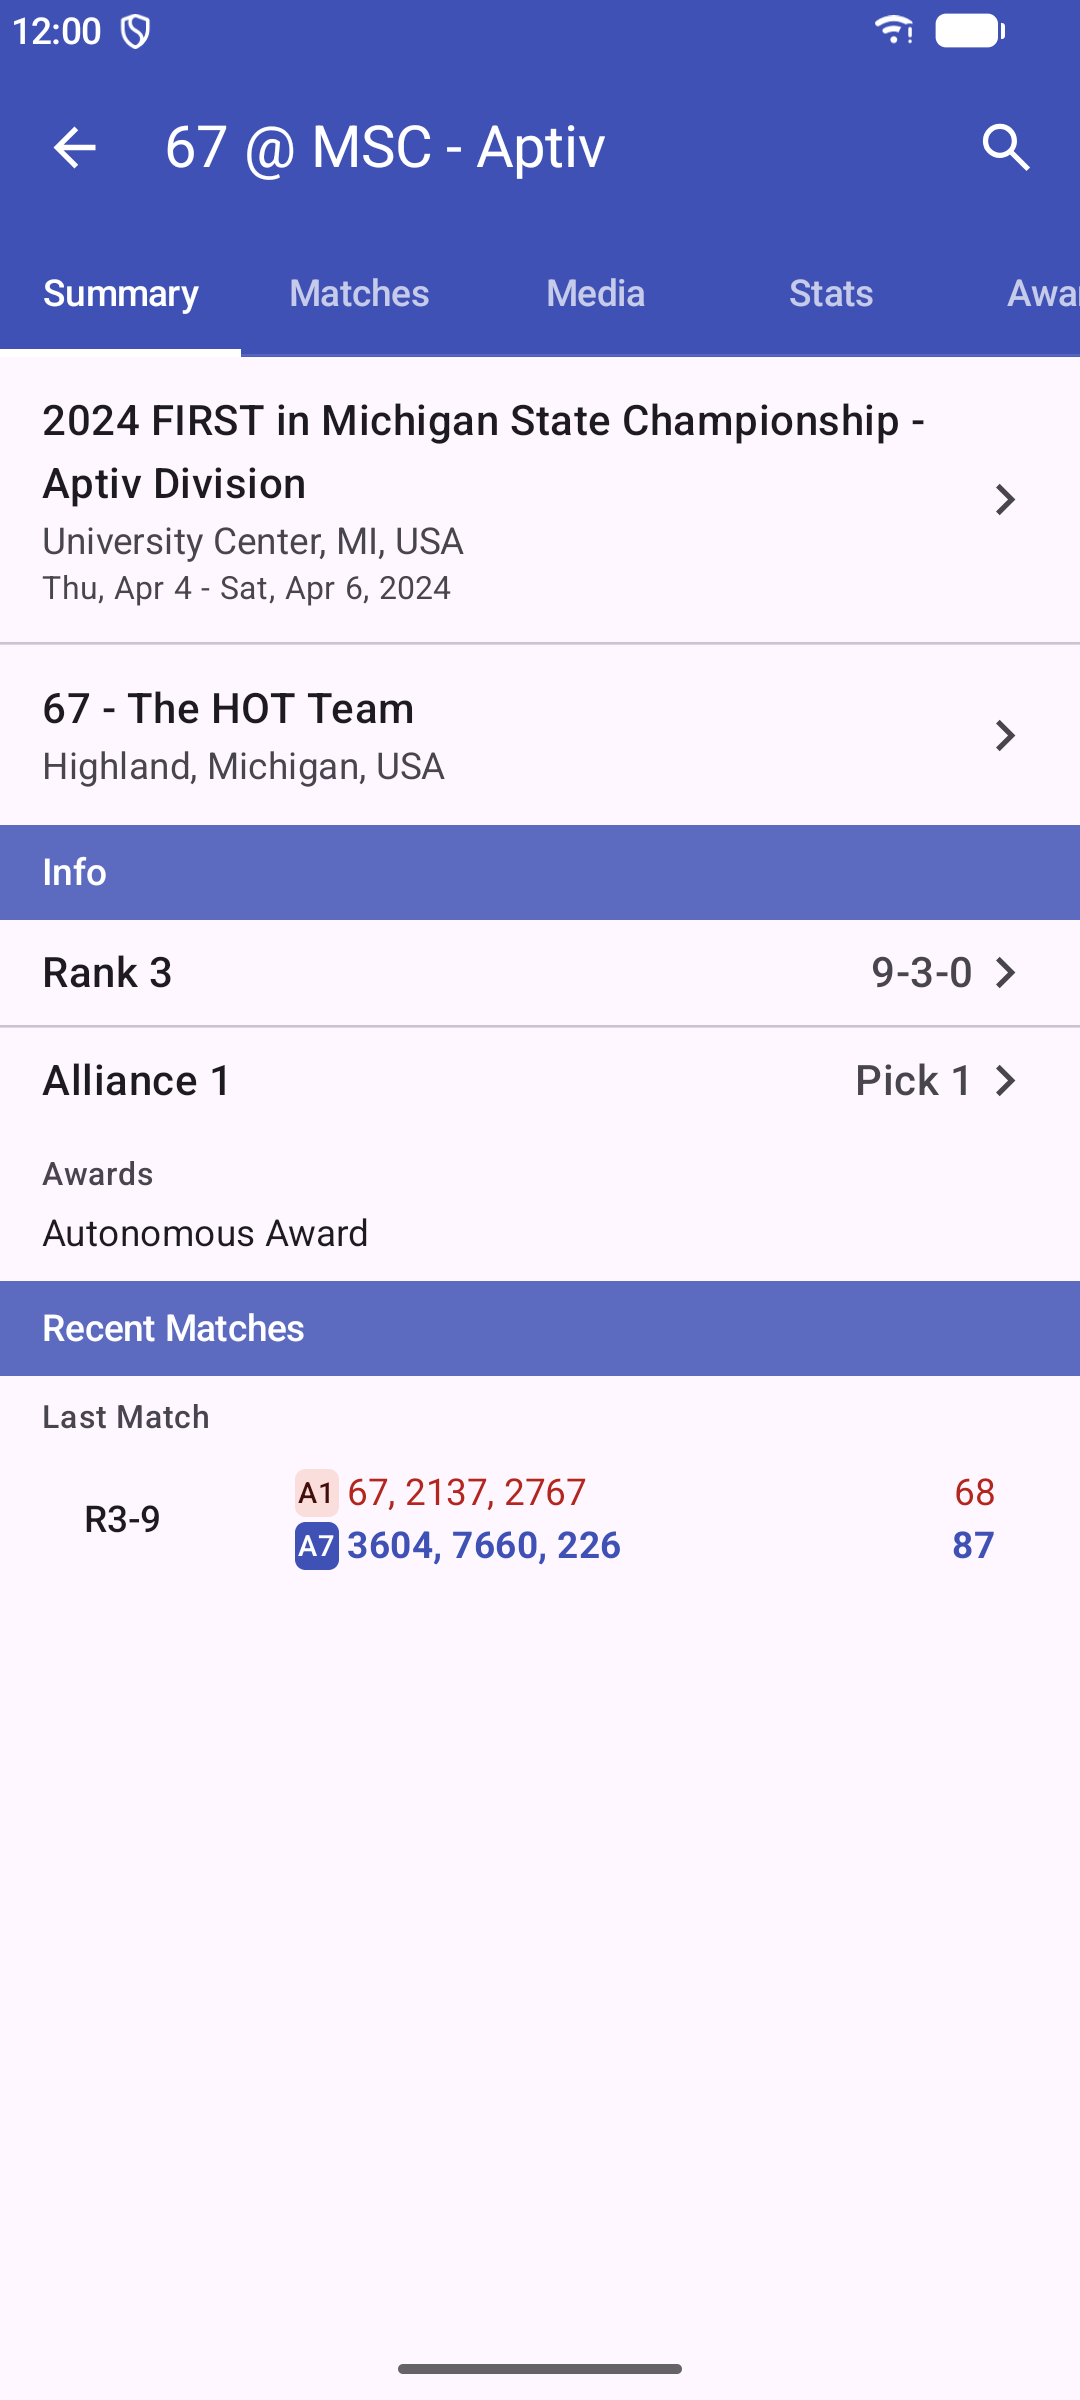 12:00
67 @ MSC - Aptiv
Summary Matches Media Stats Awa
2024 FIRST in Michigan State Championship -
Aptiv Division
University Center, MI, USA
Thu, Apr 4 - Sat, Apr 6, 2024
67 - The HOT Team
Highland, Michigan, USA
Info
Rank 3 9-3-0
Alliance 1 Pick 1
Awards
Autonomous Award
Recent Matches
Last Match
R3-9
A1 67, 2137, 2767 68
A7 3604, 7660, 226 87